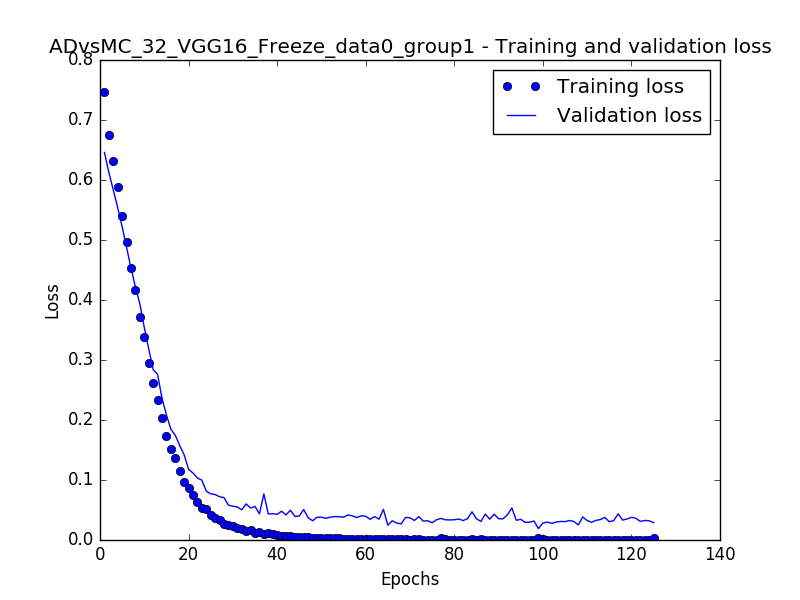 ADvsMC_32_VGG16_Freeze_data0_group1 - Training and validation loss
Training loss
Validation loss
0.8
0.7
0.6
0.5
0.4
0.3
0.2
0.1
0.0
Loss
0 20 40 60 80 100 120 140
Epochs